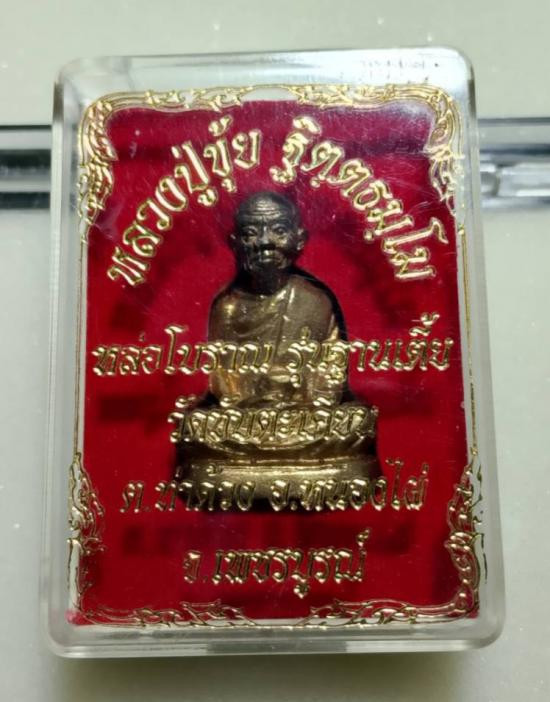 หลวงปู่ขุ้ย ฐิตฺตธมฺโม
หล่อโบราณ รุ่นฐานเตี้ย
วัดซับตะเคียน
ต.ท่าด้วง อ.หนองไผ่
จ.เพชรบูรณ์